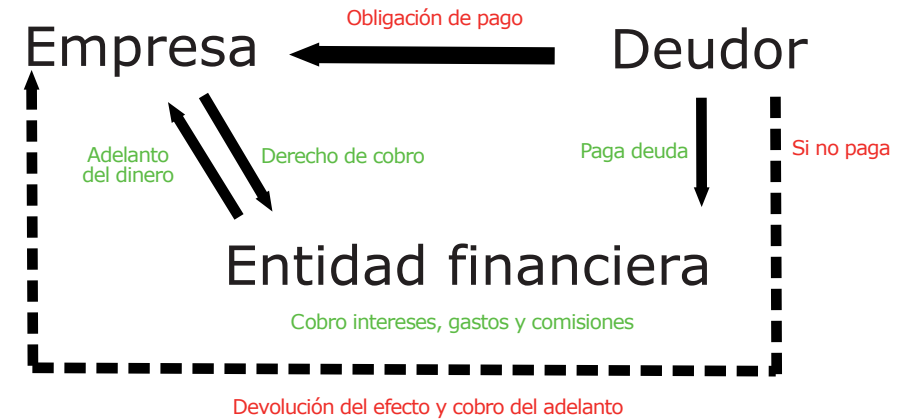 Obligación de pago
Empresa
Deudor
Adelanto
del dinero
Derecho de cobro
Paga deuda
Si no paga
Entidad financiera
Cobro intereses, gastos y comisiones
Devolución del efecto y cobro del adelanto